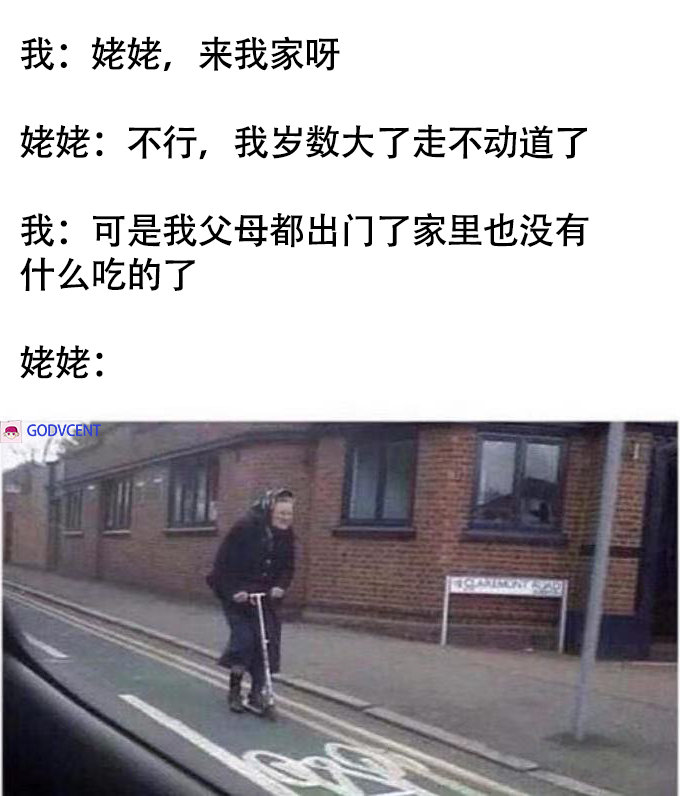 我：姥姥，来我家呀
姥姥：不行，我岁数大了走不动道了
我：可是我父母都出门了家里也没有
什么吃的了
姥姥：
GODVCENT
CLAREMONT ROAD